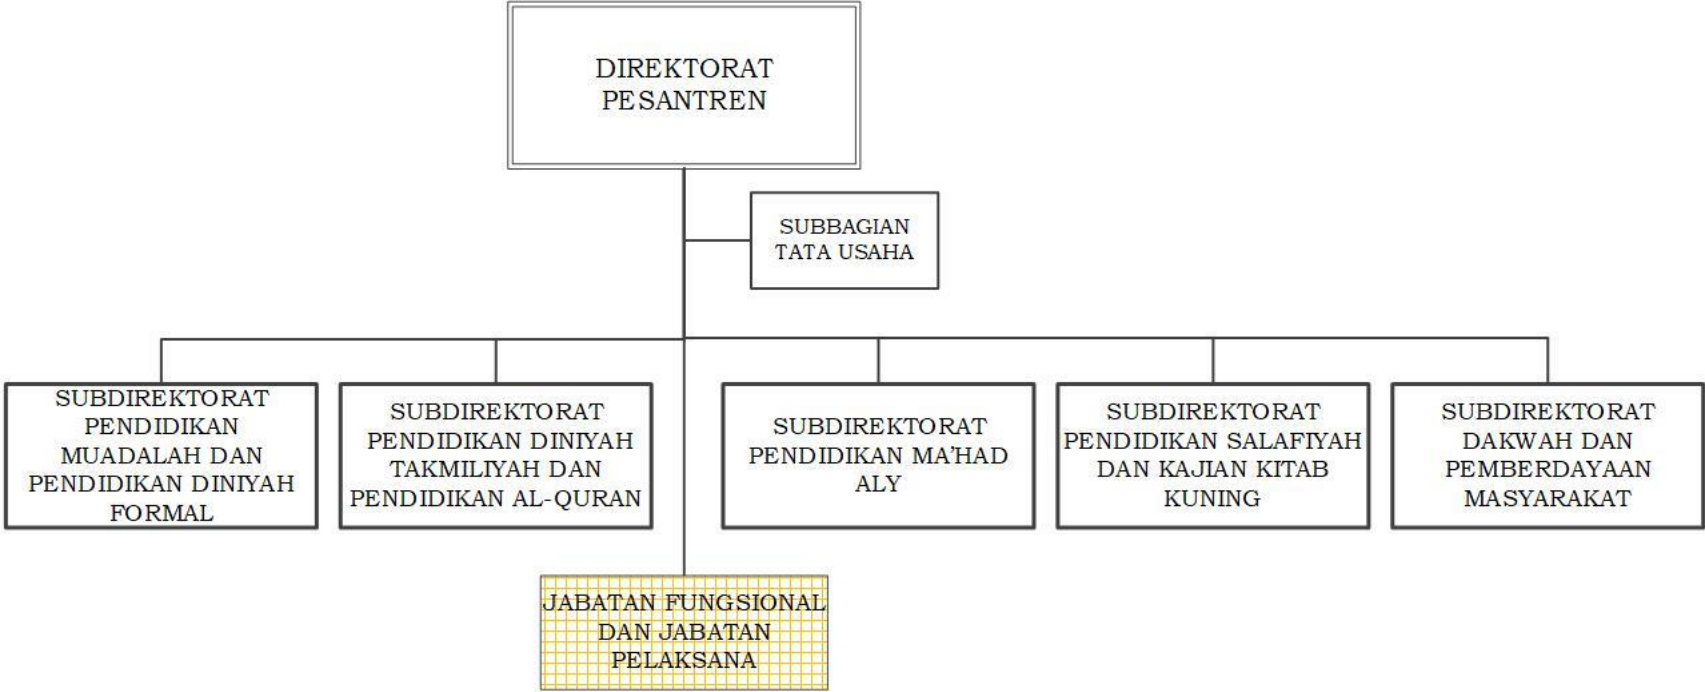 DIREKTORAT
PESANTREN
SUBBAGIAN
TATA USAHA
SUBDIREKTORAT
PENDIDIKAN
MUADALAH DAN
PENDIDIKAN DINIYAH
FORMAL
SUBDIREKTORAT
PENDIDIKAN DINIYAH
TAKMILIYAH DAN
PENDIDIKAN AL-QURAN
SUBDIREKTORAT
PENDIDIKAN MA’HAD
ALY
SUBDIREKTORAT
PENDIDIKAN SALAFIYAH
DAN KAJIAN KITAB
KUNING
SUBDIREKTORAT
DAKWAH DAN
PEMBERDAYAAN
MASYARAKAT
JABATAN FUNGSIONAL
DAN JABATAN
PELAKSANA